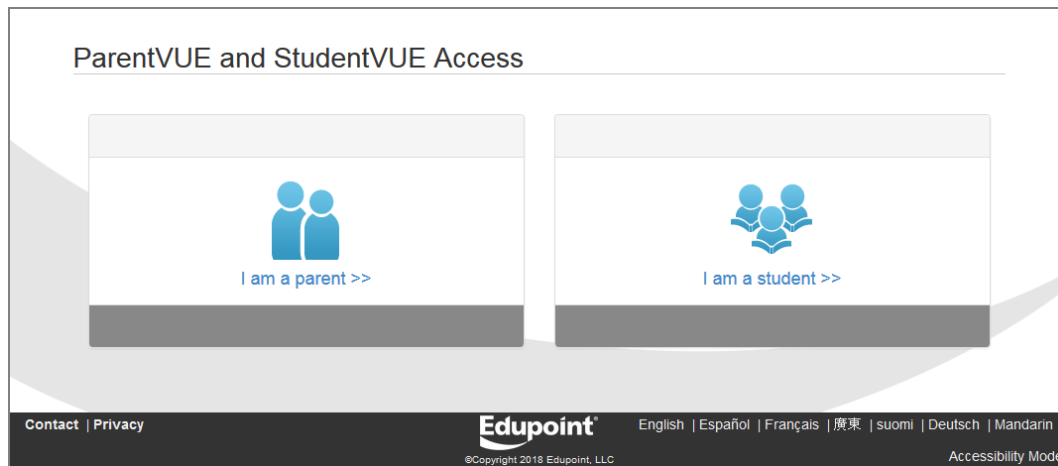 ParentVUE and StudentVUE Access
I am a parent >>
I am a student >>
Contact | Privacy
Edupoint®
©Copyright 2018 Edupoint, LLC
English | Español | Français | 廣東 | suomi | Deutsch | Mandarin
Accessibility Mode